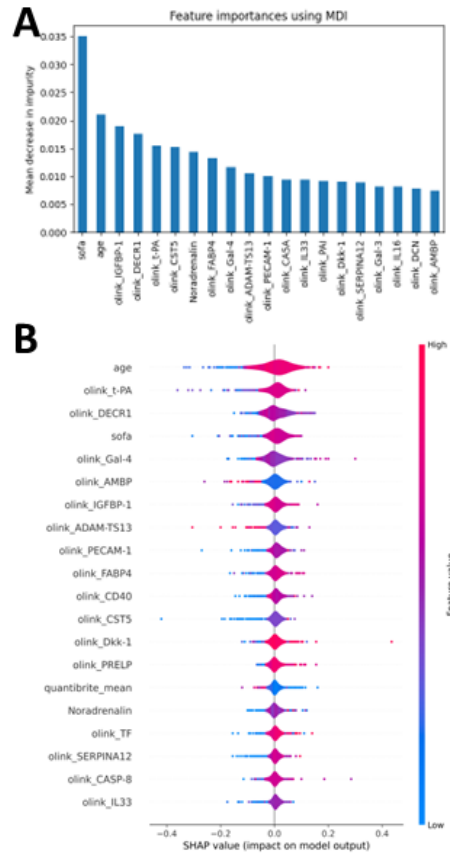 A
Feature importances using MDI
Mean decrease in impurity
0.035
0.030
0.025
0.020
0.015
0.010
0.005
0.000
sofa
age
olink_IGFBP-1
olink_DECR1
olink_t-PA
olink_CST5
Noradrenalin
olink_FABP4
olink_Gal-4
olink_ADAM-TS13
olink_PECAM-1
olink_CA5A
olink_IL33
olink_PAI
olink_Dkk-1
olink_SERPINA12
olink_Gal-3
olink_IL16
olink_DCN
olink_AMBP
B
High
age
olink_t-PA
olink_DECR1
sofa
olink_Gal-4
olink_AMBP
olink_IGFBP-1
olink_ADAM-TS13
olink_PECAM-1
olink_FABP4
olink_CD40
olink_CST5
olink_Dkk-1
olink_PRELP
quantibrite_mean
Noradrenalin
olink_TF
olink_SERPINA12
olink_CASP-8
olink_IL33
Low
−0.4 −0.2 0.0 0.2 0.4
SHAP value (impact on model output)